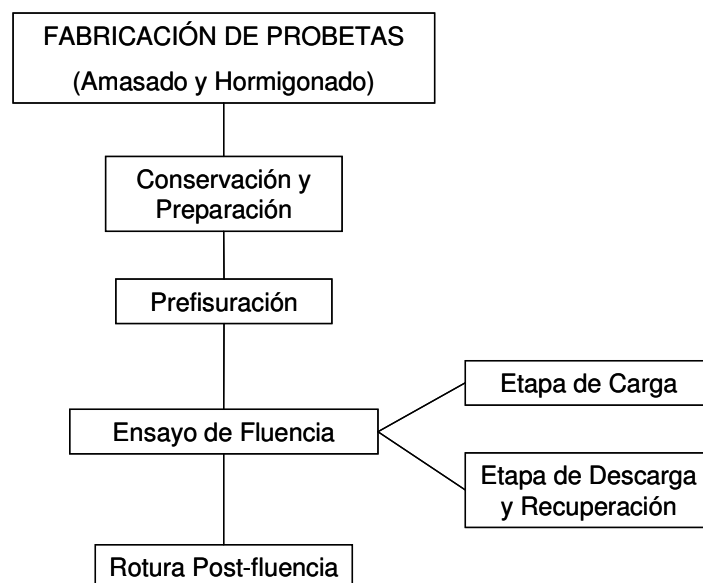 FABRICACIÓN DE PROBETAS
(Amasado y Hormigonado)
Conservación y
Preparación
Prefisuración
Etapa de Carga
Ensayo de Fluencia
Etapa de Descarga
y Recuperación
Rotura Post-fluencia